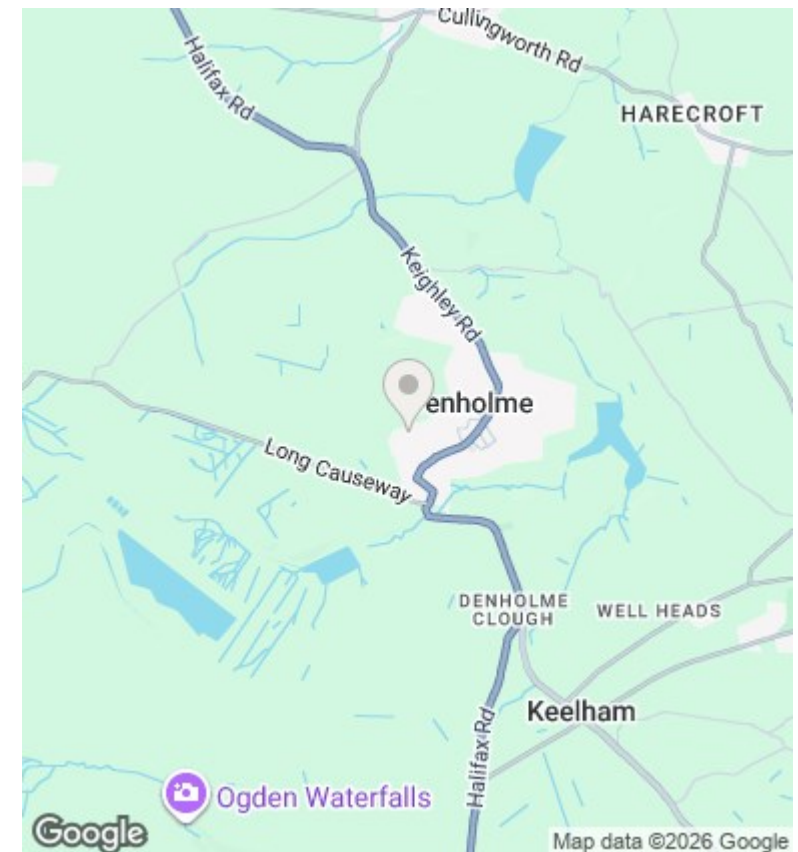 Cullingworth Rd
Halifax Rd
HARECROFT
Keighley Rd
enholme
Long Causeway
DENHOLME
CLOUGH
WELL HEADS
Keelham
Halifax Rd
Ogden Waterfalls
Google
Map data ©2026 Google